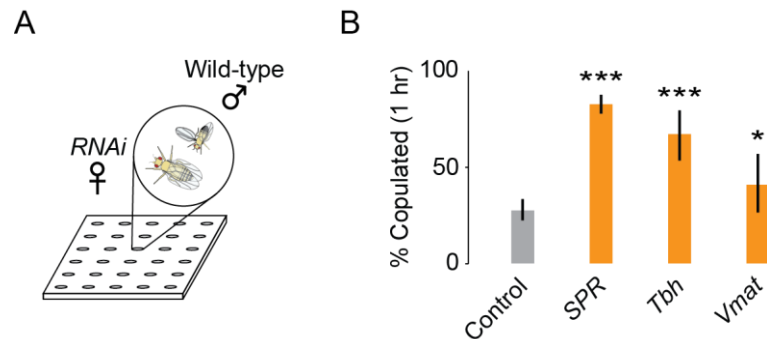 A
Wild-type
♂
RNAi
♀
B
% Copulated (1 hr)
100
50
0
***
***
*
Control
SPR
Tbh
Vmat